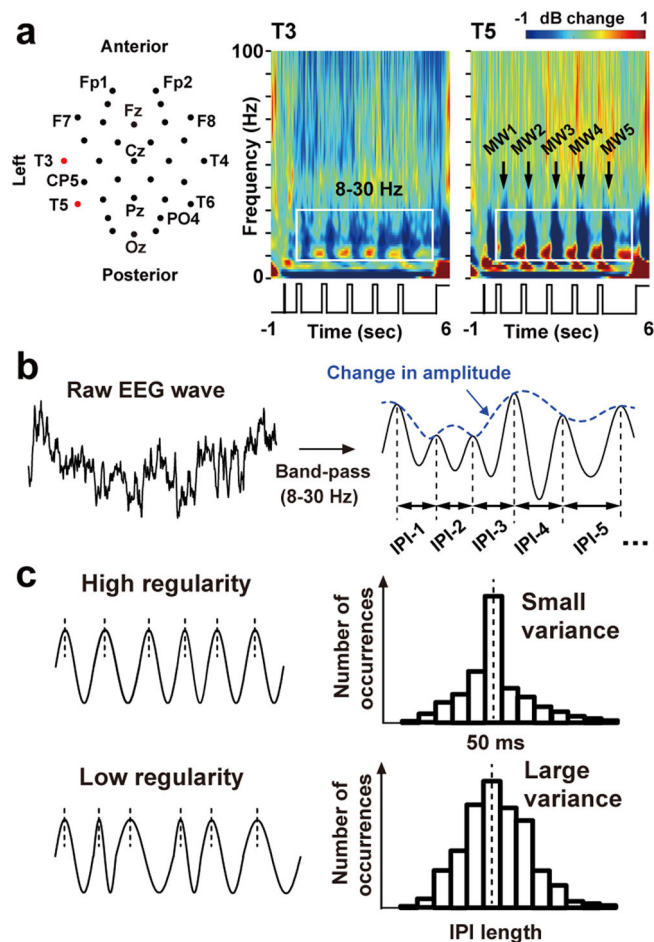 a
Anterior
Fp1 Fp2
F7 Fz F8
Left
T3 Cz T4
CP5
T5 Pz T6
PO4
Oz
Posterior
T3
T5
-1 dB change 1
Frequency (Hz)
100
0
8-30 Hz
MW1 MW2 MW3 MW4 MW5
-1 Time (sec) 6
-1 Time (sec) 6
b
Raw EEG wave
Band-pass
(8-30 Hz)
Change in amplitude
IPI-1 IPI-2 IPI-3 IPI-4 IPI-5 ...
c
High regularity
Number of
occurrences
Small
variance
50 ms
Low regularity
Number of
occurrences
Large
variance
IPI length